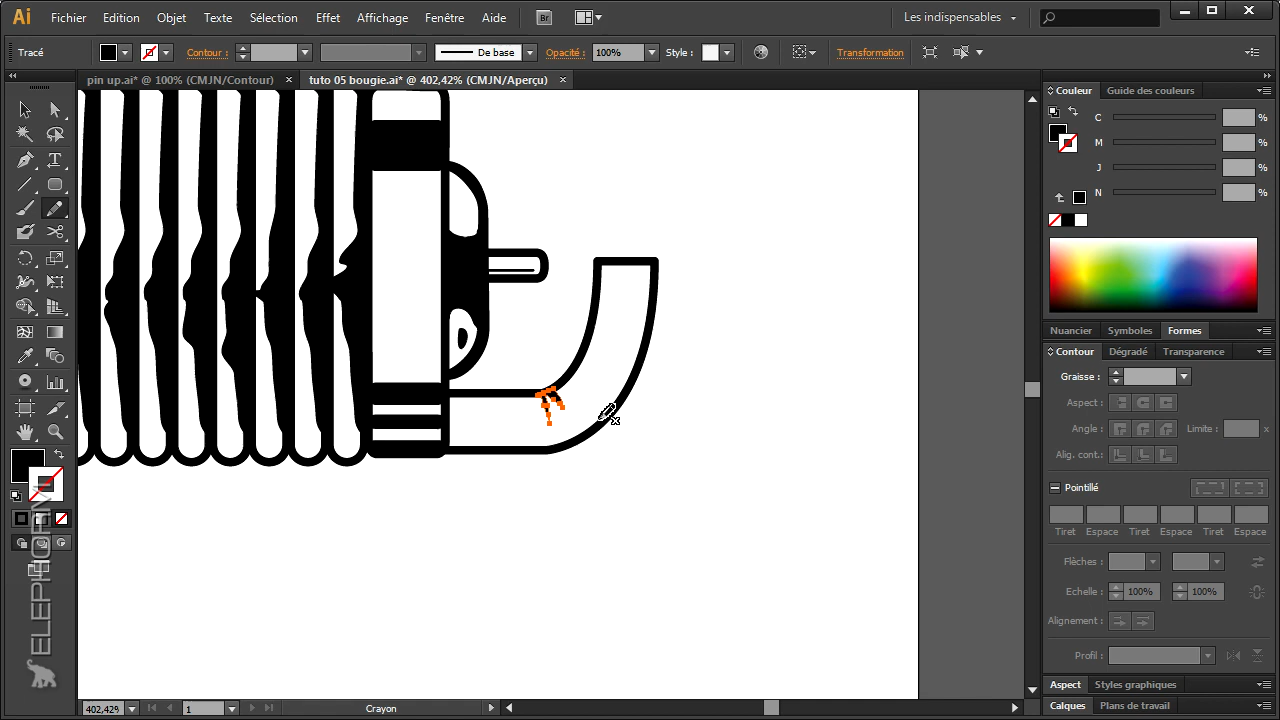 Ai Fichier Edition Objet Texte Sélection Effet Affichage Fenêtre Aide Br Les indispensables
Tracé Contour : De base Opacité : 100% Style : Transformation
pin up.ai* @ 100% (CMJN/Contour) × tuto 05 bougie.ai* @ 402,42% (CMJN/Aperçu) ×
Couleur Guide des couleurs
C %
M %
J %
N %
Nuancier Symboles Formes
Contour Dégradé Transparence
Graisse :
Aspect :
Angle : Limite : x
Alig. cont.:
Pointillé
Tiret Espace Tiret Espace Tiret Espace
Flèches :
Echelle : 100% 100%
Alignement :
Profil :
Aspect Styles graphiques
Calques Plans de travail
ELEPHORM
402,42% 1 Crayon